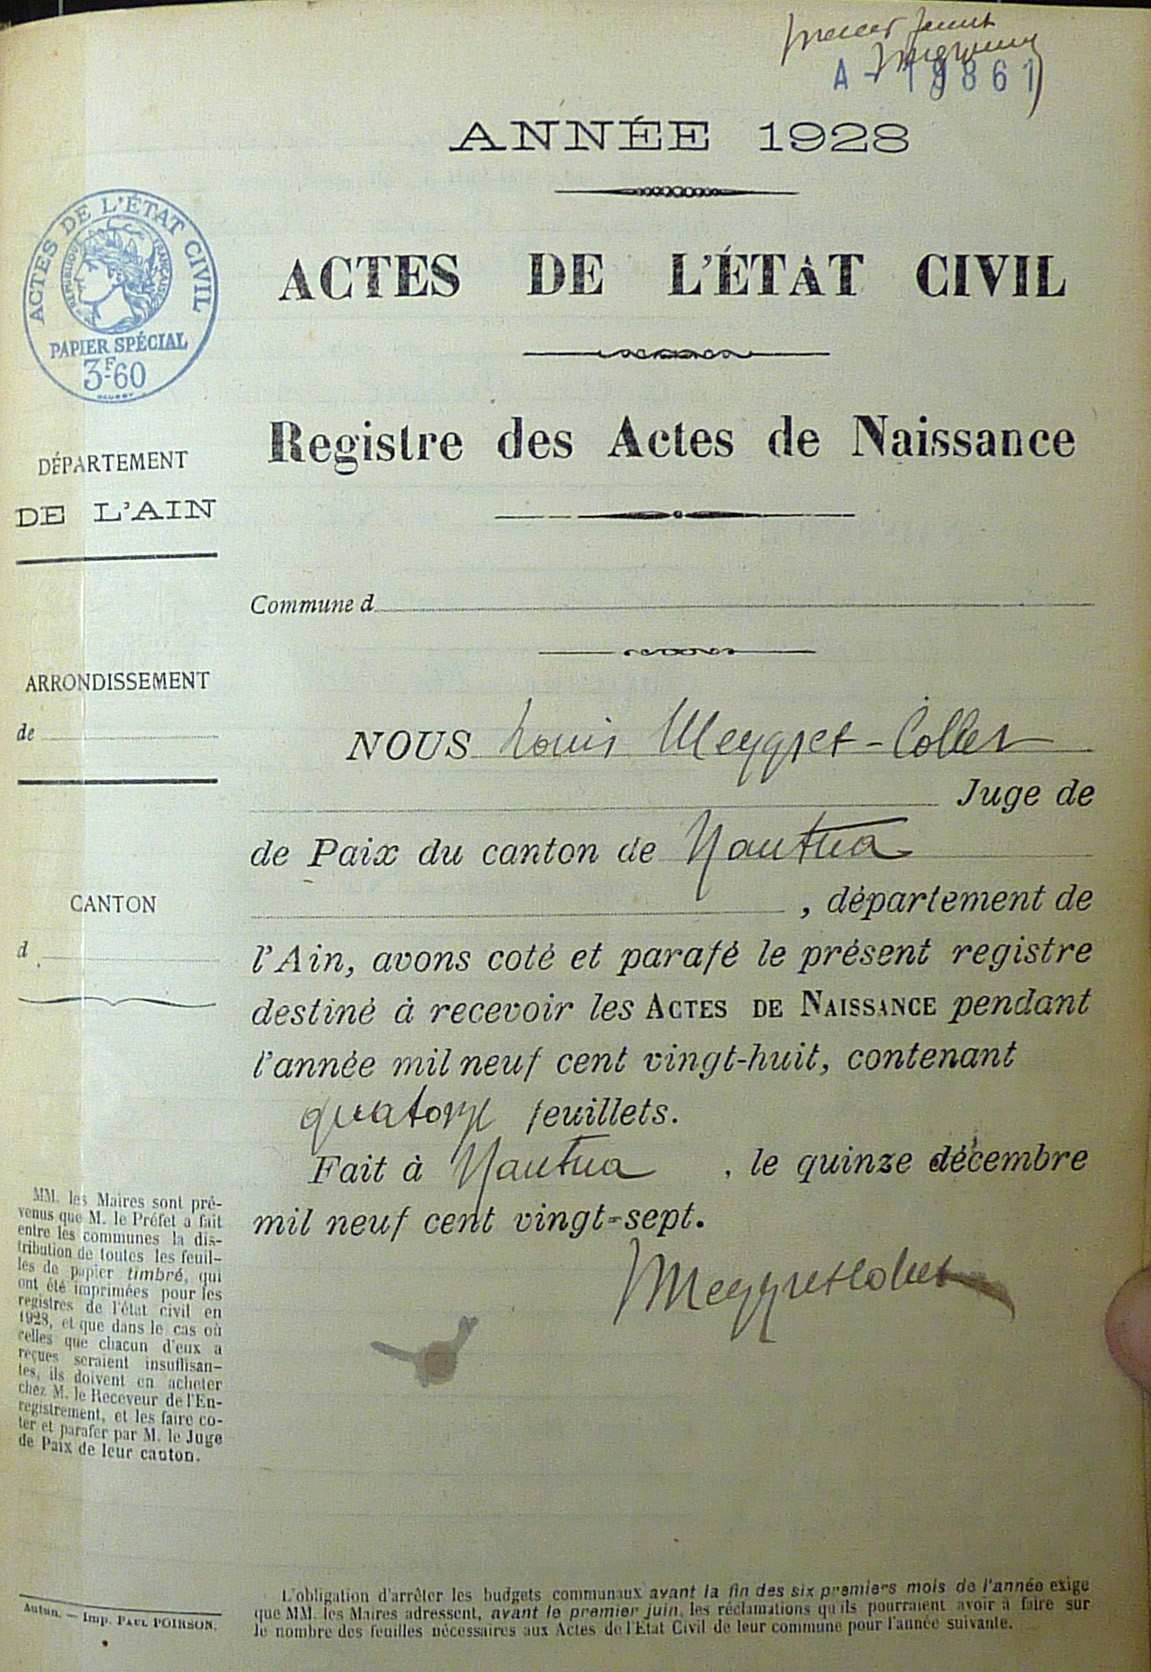 A - 19861
ANNÉE 1928
ACTES DE L'ÉTAT CIVIL
RÉPUBLIQUE FRANÇAISE
PAPIER SPÉCIAL
3F-60
ACTES DE L'ÉTAT CIVIL
Registre des Actes de Naissance
DÉPARTEMENT
DE L'AIN
Commune d
ARRONDISSEMENT
de
CANTON
d
NOUS Louis Meygret-Collet
Juge de
de Paix du canton de Nantua
, département de
l'Ain, avons coté et parafé le présent registre
destiné à recevoir les ACTES DE NAISSANCE pendant
l'année mil neuf cent vingt-huit, contenant
quatorze feuillets.
Fait à Nantua, le quinze décembre
mil neuf cent vingt-sept.
Meygretcollet
MM. les Maires sont pré-
venus que M. le Préfet a fait
entre les communes la dis-
tribution de toutes les feuil-
les de papier timbré, qui
ont été imprimées pour les
registres de l'état civil en
1928, et que dans le cas où
celles que chacun d'eux a
reçues seraient insuffisan-
tes, ils doivent en acheter
chez M. le Receveur de l'En-
registrement, et les faire co-
ter et parafer par M. le Juge
de Paix de leur canton.
Autun. — Imp. PAUL POIRSON.
L'obligation d'arrêter les budgets communaux avant la fin des six premiers mois de l'année exige
que MM. les Maires adressent, avant le premier juin, les réclamations qu'ils pourraient avoir à faire sur
le nombre des feuilles nécessaires aux Actes de l'Etat Civil de leur commune pour l'année suivante.